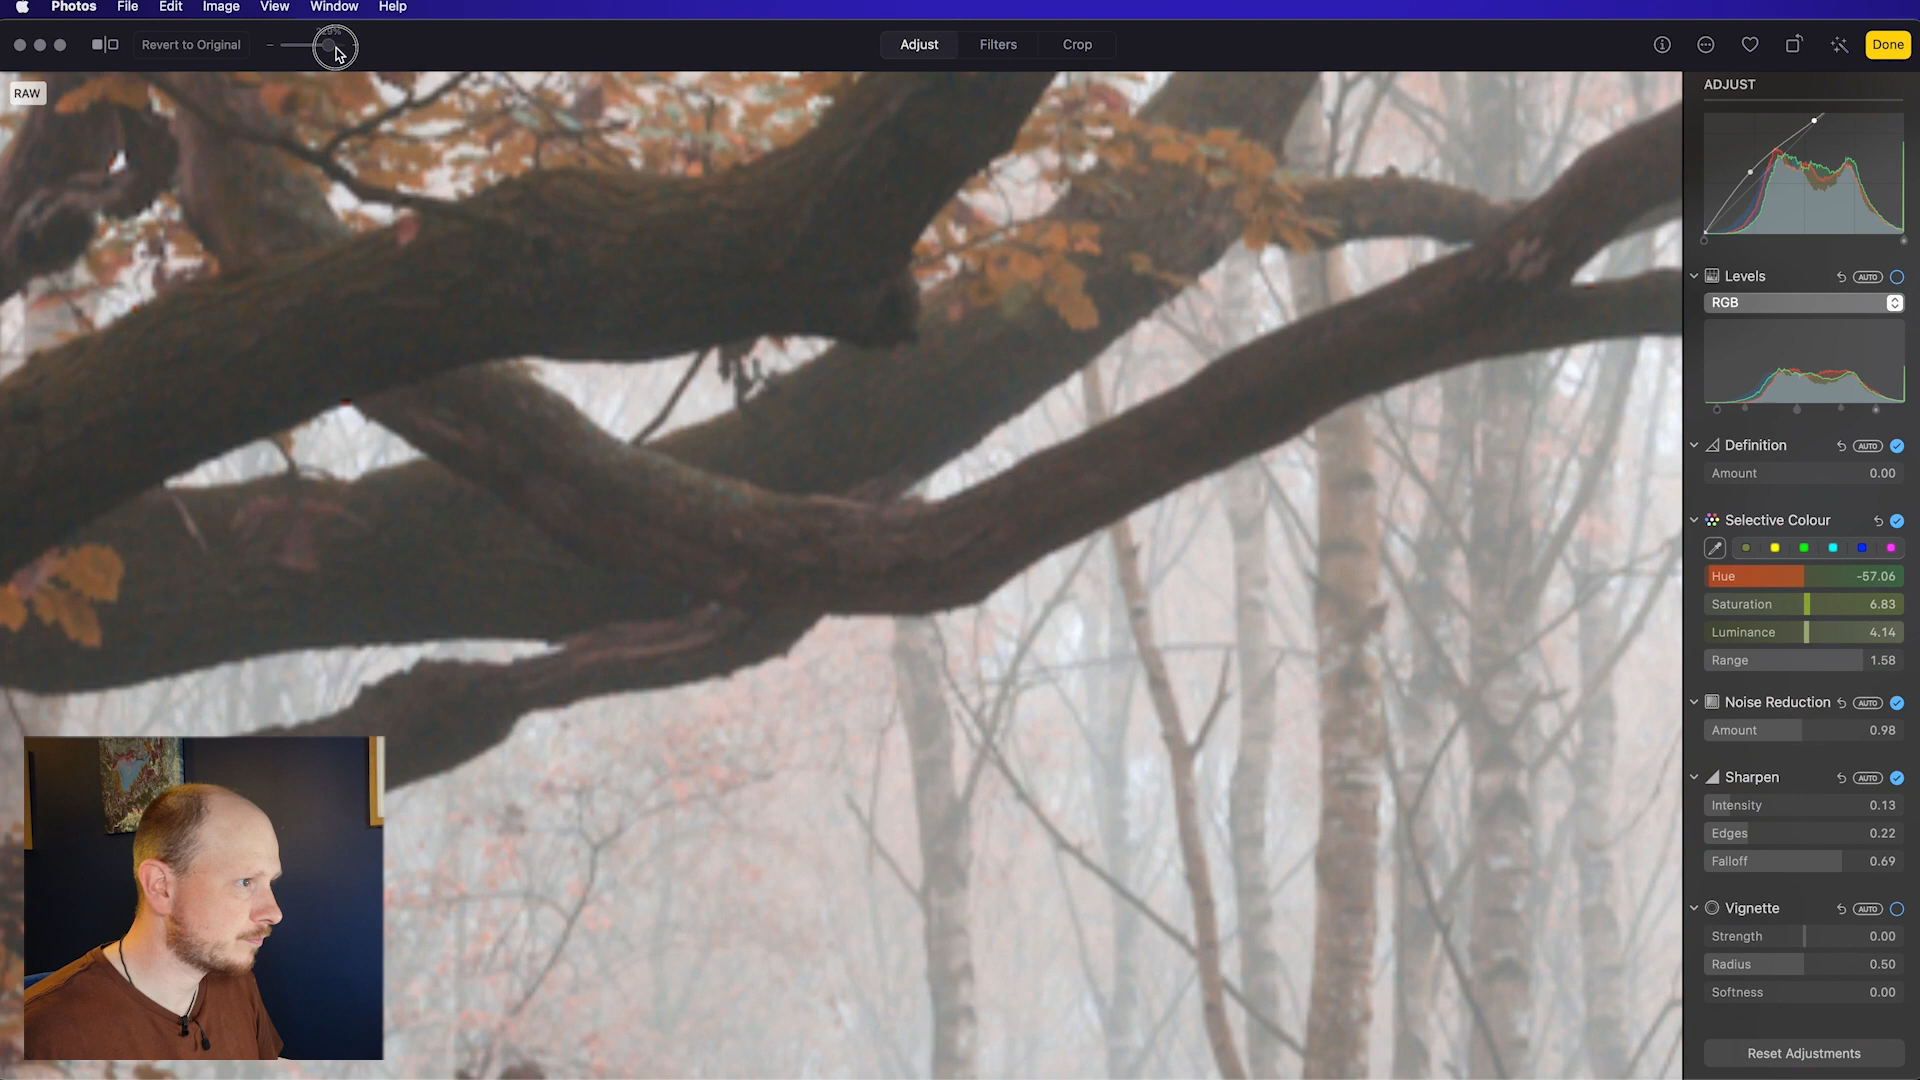 Photos File Edit Image View Window Help
Revert to Original
Adjust Filters Crop
Done
RAW
ADJUST
Levels AUTO
RGB
Definition AUTO
Amount 0.00
Selective Colour
Hue -57.06
Saturation 6.83
Luminance 4.14
Range 1.58
Noise Reduction AUTO
Amount 0.98
Sharpen AUTO
Intensity 0.13
Edges 0.22
Falloff 0.69
Vignette AUTO
Strength 0.00
Radius 0.50
Softness 0.00
Reset Adjustments